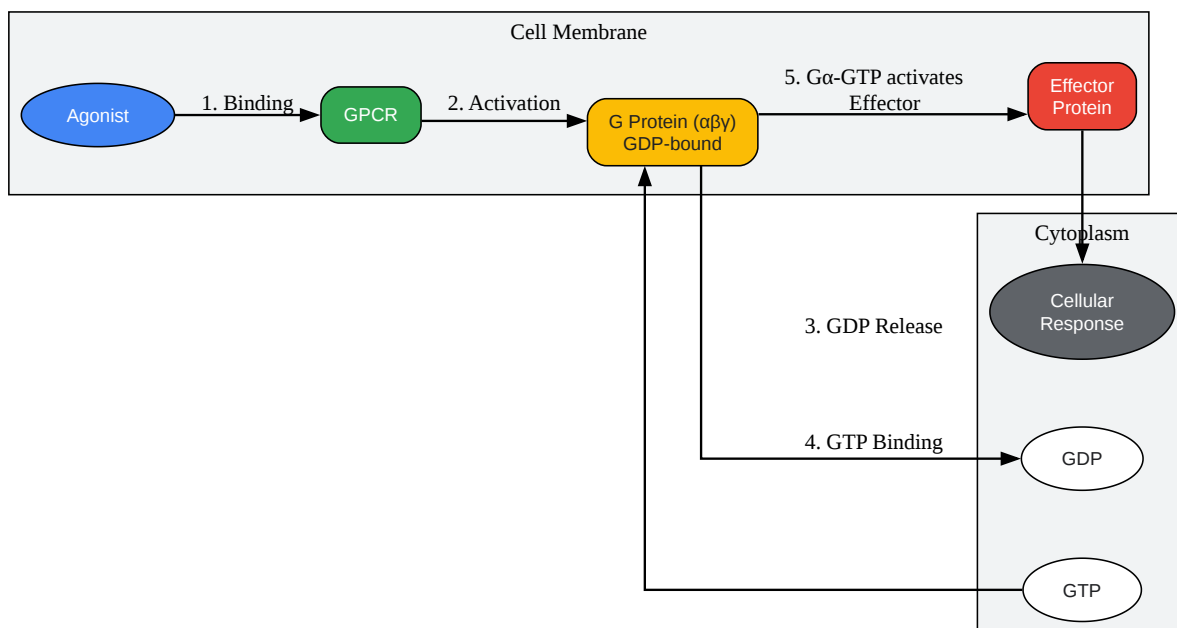 Cell Membrane
Agonist
1. Binding
GPCR
2. Activation
G Protein (αβγ)
GDP-bound
5. Gα-GTP activates
Effector
Effector
Protein
Cytoplasm
Cellular
Response
3. GDP Release
4. GTP Binding
GDP
GTP